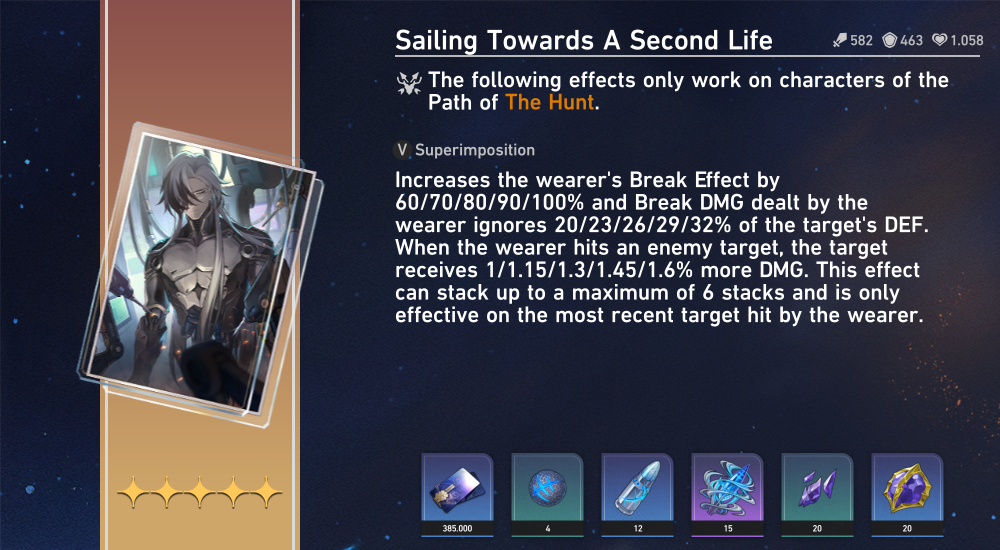 Sailing Towards A Second Life
582 463 1.058
The following effects only work on characters of the
Path of The Hunt.
V Superimposition
Increases the wearer's Break Effect by
60/70/80/90/100% and Break DMG dealt by the
wearer ignores 20/23/26/29/32% of the target's DEF.
When the wearer hits an enemy target, the target
receives 1/1.15/1.3/1.45/1.6% more DMG. This effect
can stack up to a maximum of 6 stacks and is only
effective on the most recent target hit by the wearer.
385.000 4 12 15 20 20